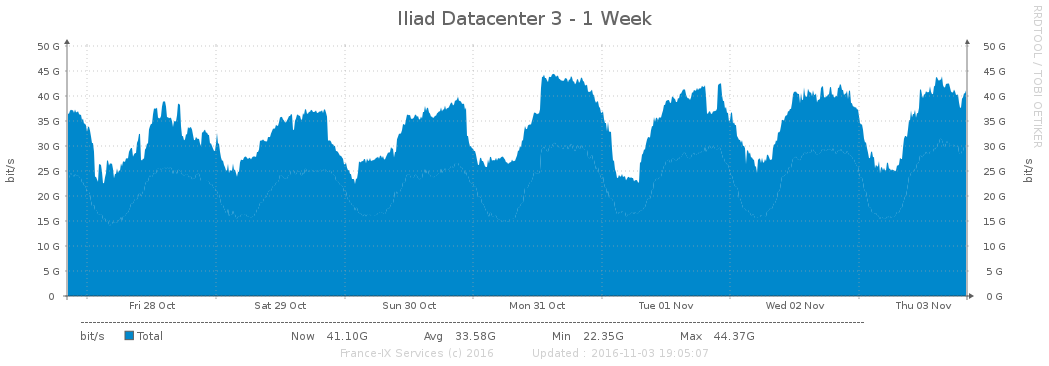 Iliad Datacenter 3 - 1 Week
RRDTOOL / TOBI OETIKER
bit/s
50 G 50 G
45 G 45 G
40 G 40 G
35 G 35 G
30 G 30 G
25 G 25 G
20 G 20 G
15 G 15 G
10 G 10 G
5 G 5 G
0 0 G
bit/s
Fri 28 Oct Sat 29 Oct Sun 30 Oct Mon 31 Oct Tue 01 Nov Wed 02 Nov Thu 03 Nov
bit/s Total Now 41.10G Avg 33.58G Min 22.35G Max 44.37G
France-IX Services (c) 2016 Updated : 2016-11-03 19:05:07